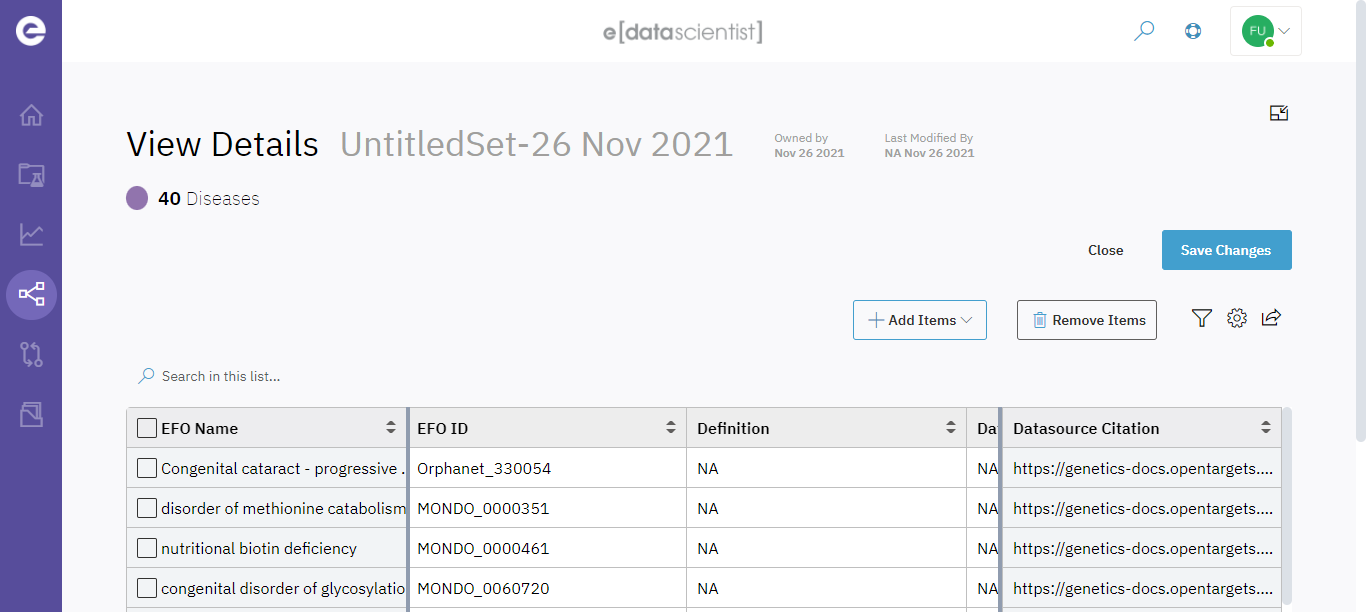 e[datascientist]
FU
View Details UntitledSet-26 Nov 2021
Owned by
Nov 26 2021
Last Modified By
NA Nov 26 2021
40 Diseases
Close
Save Changes
Add Items
Remove Items
Search in this list...
EFO Name EFO ID Definition Da Datasource Citation
Congenital cataract - progressive . Orphanet_330054 NA NA https://genetics-docs.opentargets....
disorder of methionine catabolism MONDO_0000351 NA NA https://genetics-docs.opentargets....
nutritional biotin deficiency MONDO_0000461 NA NA https://genetics-docs.opentargets....
congenital disorder of glycosylatio MONDO_0060720 NA NA https://genetics-docs.opentargets....